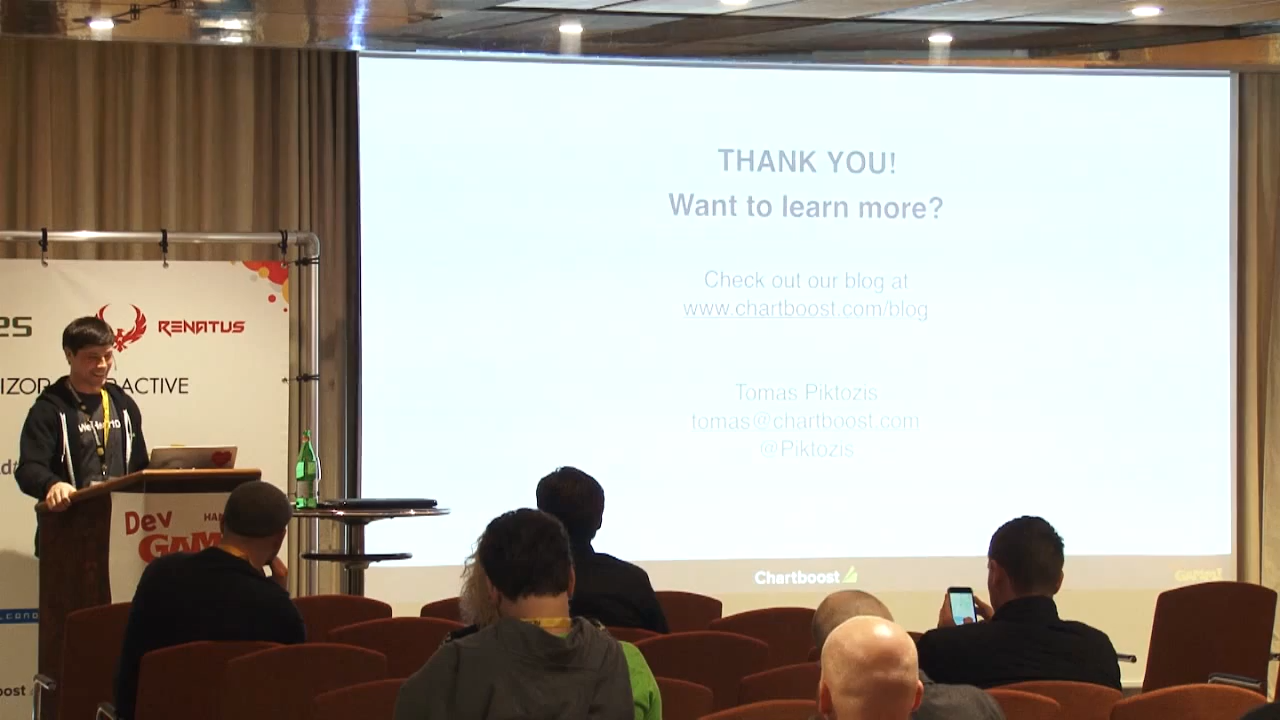 THANK YOU!
Want to learn more?
Check out our blog at
www.chartboost.com/blog
Tomas Piktozis
tomas@chartboost.com
@Piktozis
Chartboost
GAMES
RENATUS
Dev
GAM